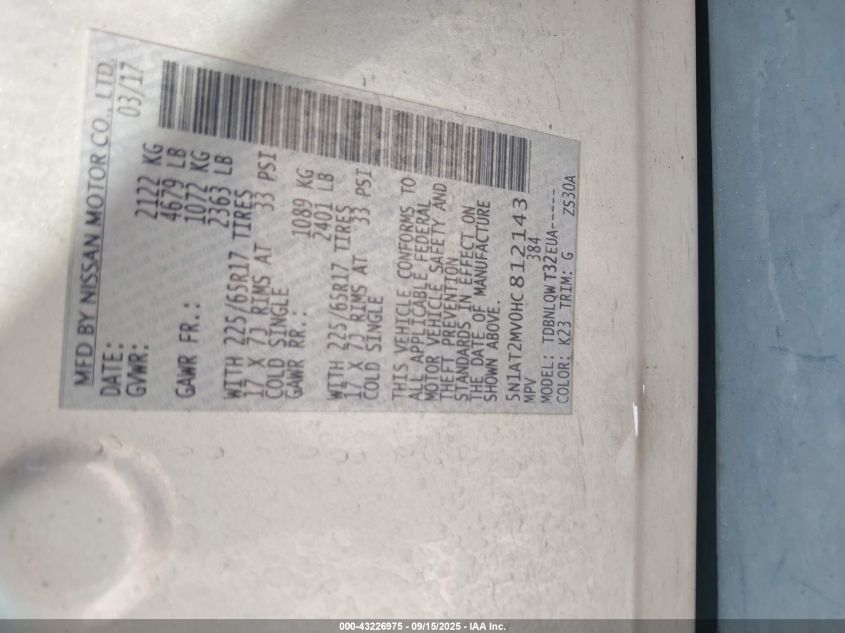 MFD BY NISSAN MOTOR CO., LTD.
DATE: 03/17
GVWR: 2122 KG
4679 LB
GAWR FR.: 1072 KG
2363 LB
WITH 225/65R17 TIRES
17 X 7J RIMS AT 33 PSI
COLD SINGLE
GAWR RR.: 1089 KG
2401 LB
WITH 225/65R17 TIRES
17 X 7J RIMS AT 33 PSI
COLD SINGLE
THIS VEHICLE CONFORMS TO
ALL APPLICABLE FEDERAL
MOTOR VEHICLE SAFETY AND
THEFT PREVENTION
STANDARDS IN EFFECT ON
THE DATE OF MANUFACTURE
SHOWN ABOVE.
5N1AT2MV0HC812143
MPV 384
MODEL: TDBNLQWT32EUA-----
COLOR: K23 TRIM: G ZS30A
000-43226975 - 09/15/2025 - IAA Inc.